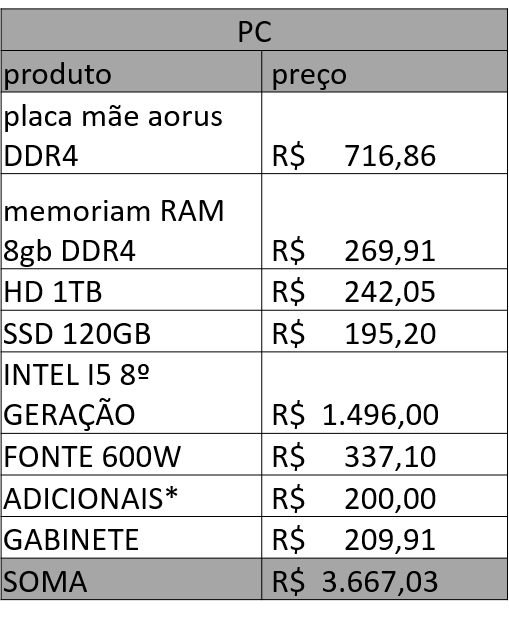 PC
produto preço
placa mãe aorus
DDR4 R$ 716,86
memoriam RAM
8gb DDR4 R$ 269,91
HD 1TB R$ 242,05
SSD 120GB R$ 195,20
INTEL I5 8º
GERAÇÃO R$ 1.496,00
FONTE 600W R$ 337,10
ADICIONAIS* R$ 200,00
GABINETE R$ 209,91
SOMA R$ 3.667,03